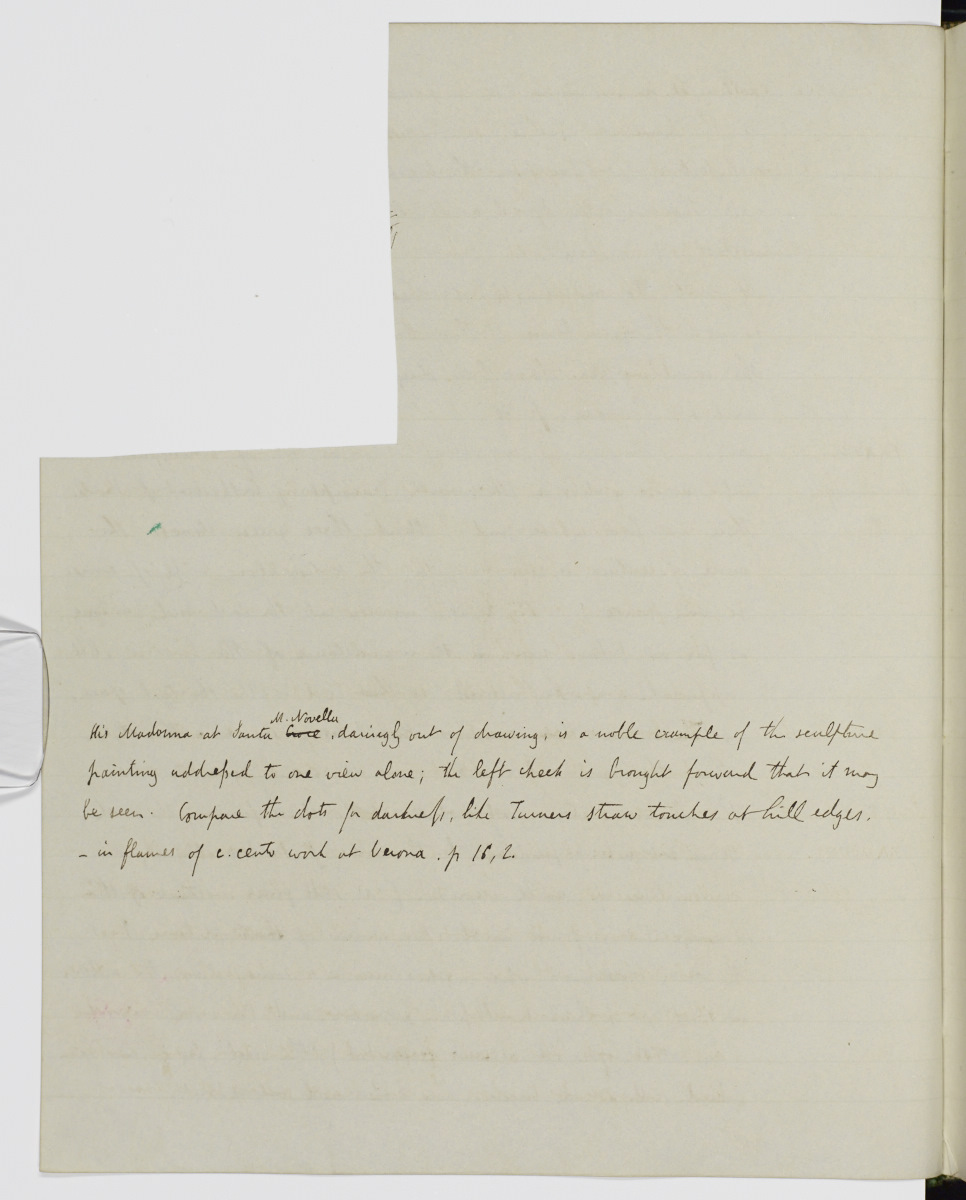 M. Novella
His Madonna at Santa Croce, daringly out of drawing, is a noble example of the sculpture
painting addressed to one view alone; the left cheek is brought forward that it may
be seen. Compare the dots for darkness, like Turners straw touches at hill edges.
– in flames of c. cento work at Verona. p 16, 2.